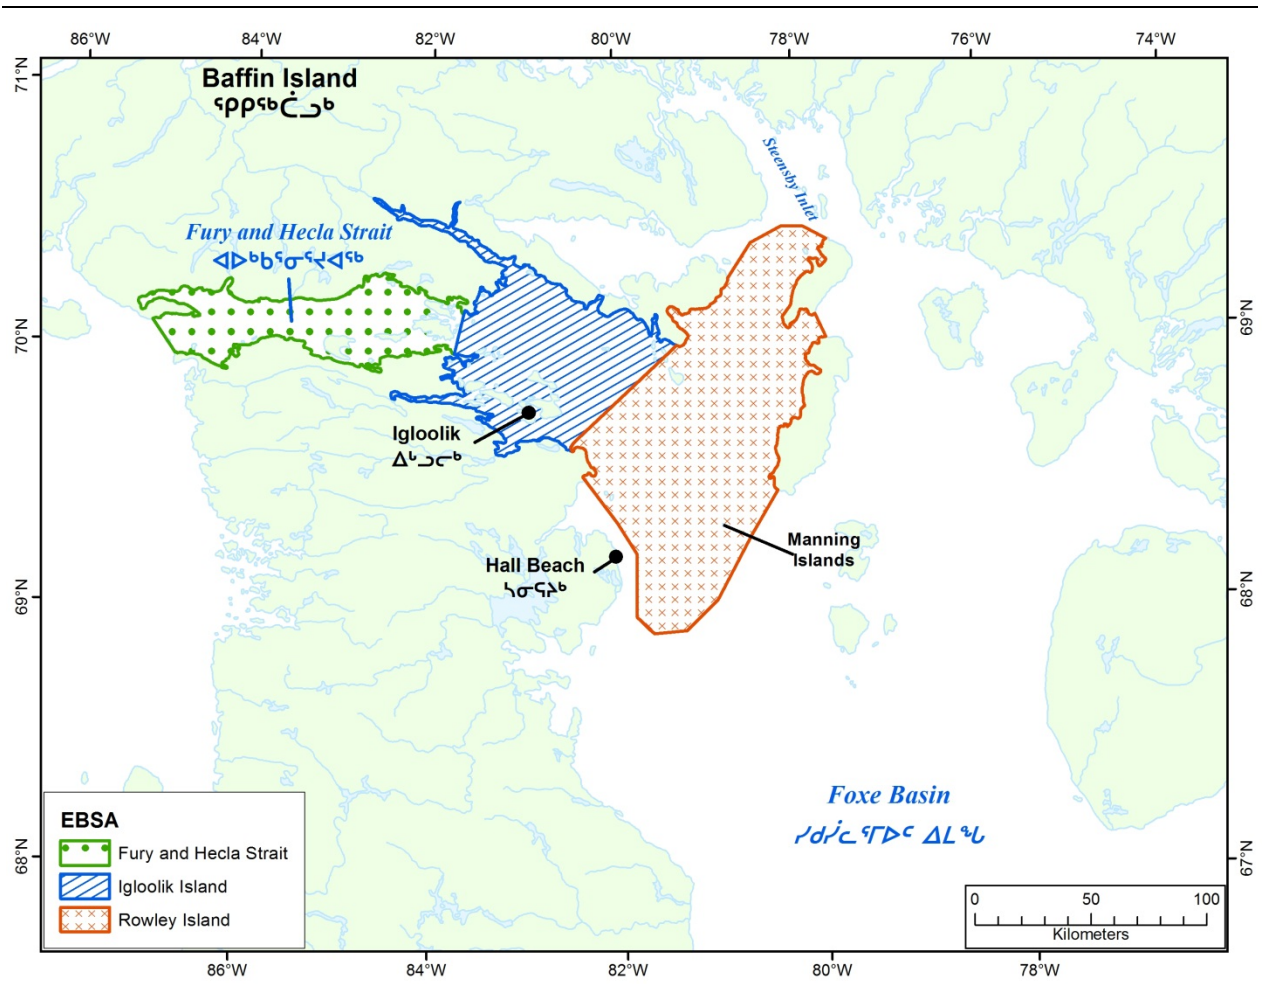 86°W 84°W 82°W 80°W 78°W 76°W 74°W
71°N
Baffin Island
ᕿᑭᖅᑖᓗᒃ
Steensby Inlet
Fury and Hecla Strait
69°N
70°N
Igloolik
ᐃᒡᓗᓕᒃ
Manning
Islands
Hall Beach
ᓴᓂᕋᔭᒃ
69°N
68°N
Foxe Basin
EBSA
Fury and Hecla Strait
Igloolik Island
Rowley Island
68°N
67°N
0 50 100
Kilometers
86°W 84°W 82°W 80°W 78°W